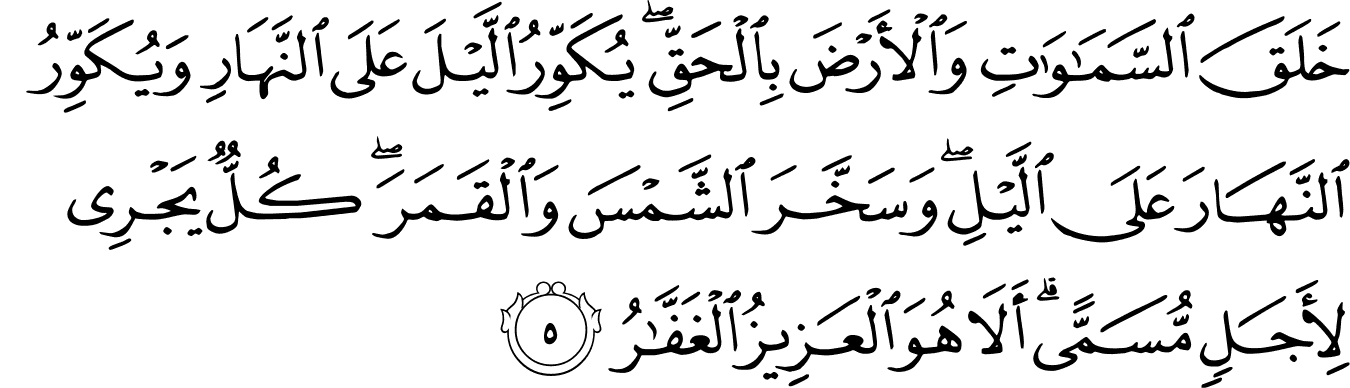 خَلَقَ ٱلسَّمَٰوَٰتِ وَٱلْأَرْضَ بِٱلْحَقِّ ۖ يُكَوِّرُ ٱلَّيْلَ عَلَى ٱلنَّهَارِ وَيُكَوِّرُ
ٱلنَّهَارَ عَلَى ٱلَّيْلِ ۖ وَسَخَّرَ ٱلشَّمْسَ وَٱلْقَمَرَ ۖ كُلٌّ يَجْرِى
لِأَجَلٍ مُّسَمًّى ۗ أَلَا هُوَ ٱلْعَزِيزُ ٱلْغَفَّٰرُ ٥